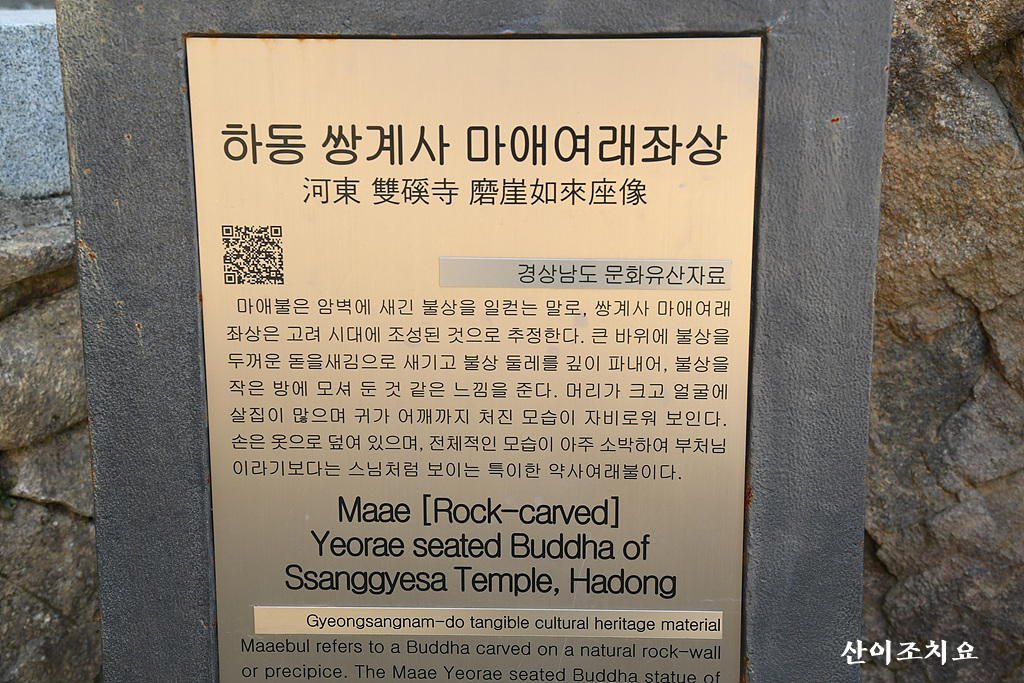 하동 쌍계사 마애여래좌상
河東 雙磎寺 磨崖如來座像
경상남도 문화유산자료
마애불은 암벽에 새긴 불상을 일컫는 말로, 쌍계사 마애여래
좌상은 고려 시대에 조성된 것으로 추정한다. 큰 바위에 불상을
두꺼운 돋을새김으로 새기고 불상 둘레를 깊이 파내어, 불상을
작은 방에 모셔 둔 것 같은 느낌을 준다. 머리가 크고 얼굴에
살집이 많으며 귀가 어깨까지 처진 모습이 자비로워 보인다.
손은 옷으로 덮여 있으며, 전체적인 모습이 아주 소박하여 부처님
이라기보다는 스님처럼 보이는 특이한 약사여래불이다.
Maae [Rock-carved]
Yeorae seated Buddha of
Ssanggyesa Temple, Hadong
Gyeongsangnam-do tangible cultural heritage material
Maaebul refers to a Buddha carved on a natural rock-wall
or precipice. The Maae Yeorae seated Buddha statue of
산이조치요